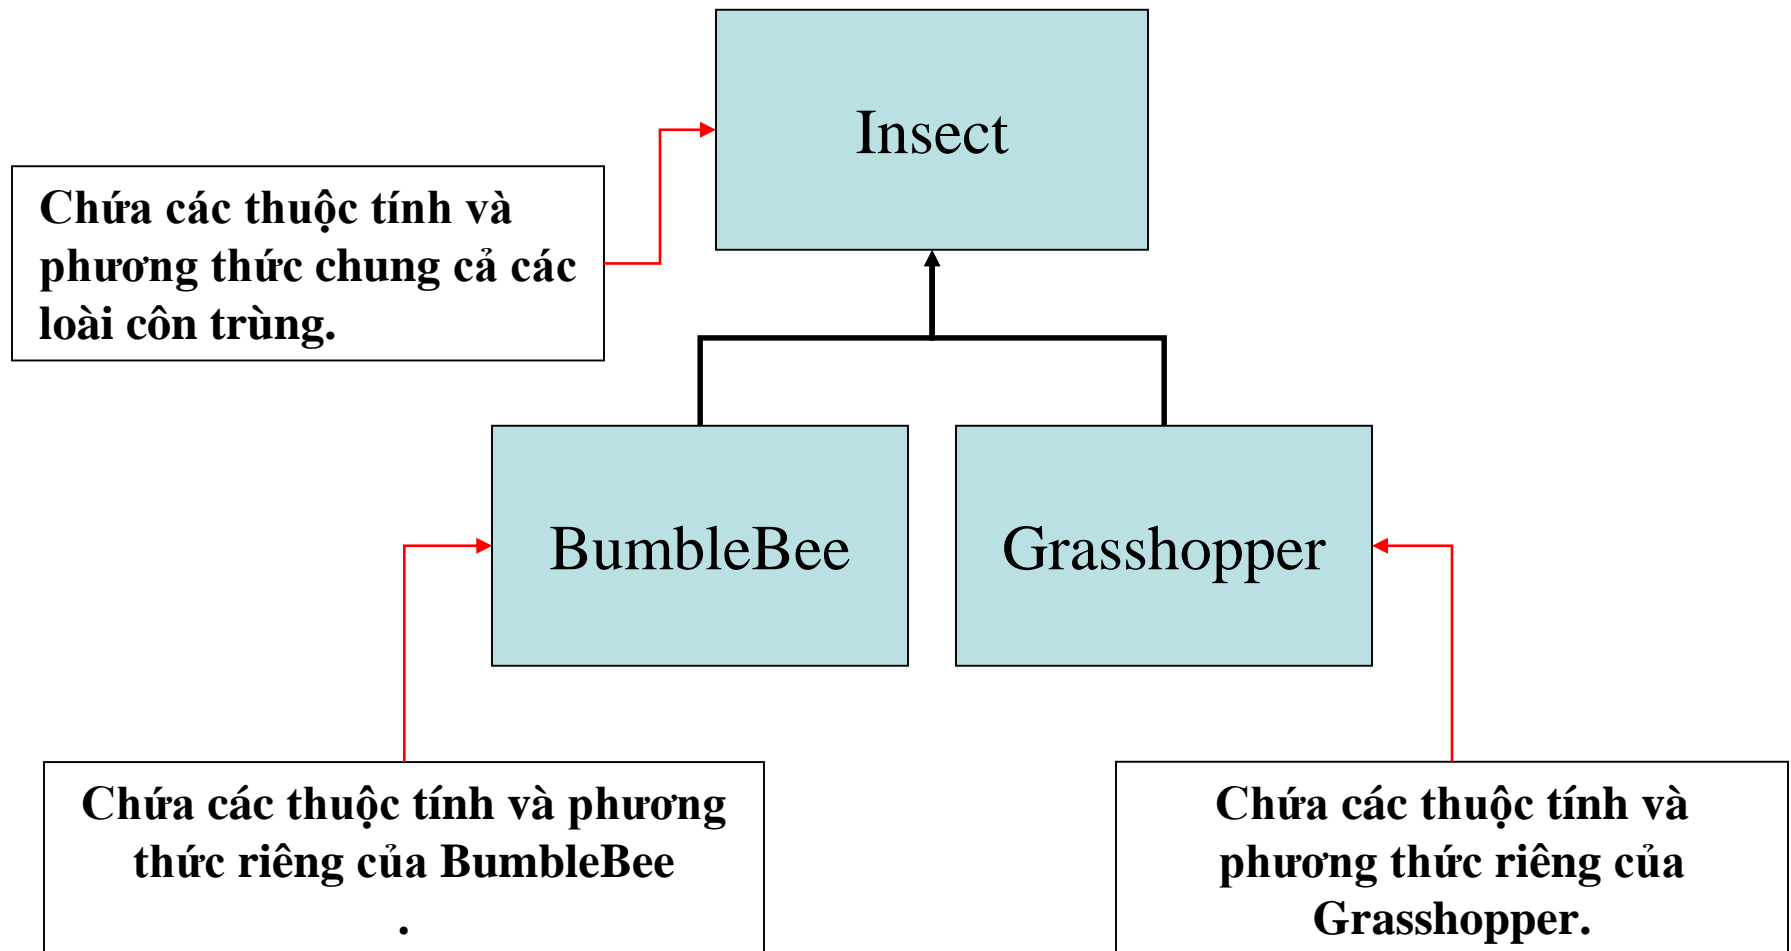 Insect
Chứa các thuộc tính và
phương thức chung cả các
loài côn trùng.
BumbleBee
Grasshopper
Chứa các thuộc tính và phương
thức riêng của BumbleBee
.
Chứa các thuộc tính và
phương thức riêng của
Grasshopper.